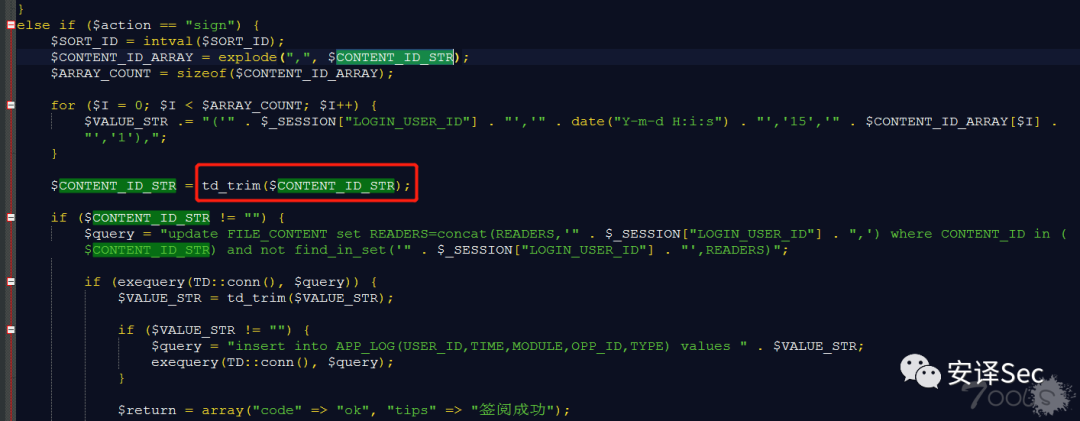 }
else if ($action == "sign") {
$SORT_ID = intval($SORT_ID);
$CONTENT_ID_ARRAY = explode(",", $CONTENT_ID_STR);
$ARRAY_COUNT = sizeof($CONTENT_ID_ARRAY);
for ($I = 0; $I < $ARRAY_COUNT; $I++) {
$VALUE_STR .= "('" . $_SESSION["LOGIN_USER_ID"] . "','" . date("Y-m-d H:i:s") . "','15','" . $CONTENT_ID_ARRAY[$I] .
"','1'),";
}
$CONTENT_ID_STR = td_trim($CONTENT_ID_STR);
if ($CONTENT_ID_STR != "") {
$query = "update FILE_CONTENT set READERS=concat(READERS,'" . $_SESSION["LOGIN_USER_ID"] . ",') where CONTENT_ID in (
$CONTENT_ID_STR) and not find_in_set('" . $_SESSION["LOGIN_USER_ID"] . "',READERS)";
if (exequery(TD::conn(), $query)) {
$VALUE_STR = td_trim($VALUE_STR);
if ($VALUE_STR != "") {
$query = "insert into APP_LOG(USER_ID,TIME,MODULE,OPP_ID,TYPE) values " . $VALUE_STR;
exequery(TD::conn(), $query);
}
$return = array("code" => "ok", "tips" => "签阅成功");
安译Sec
7ools